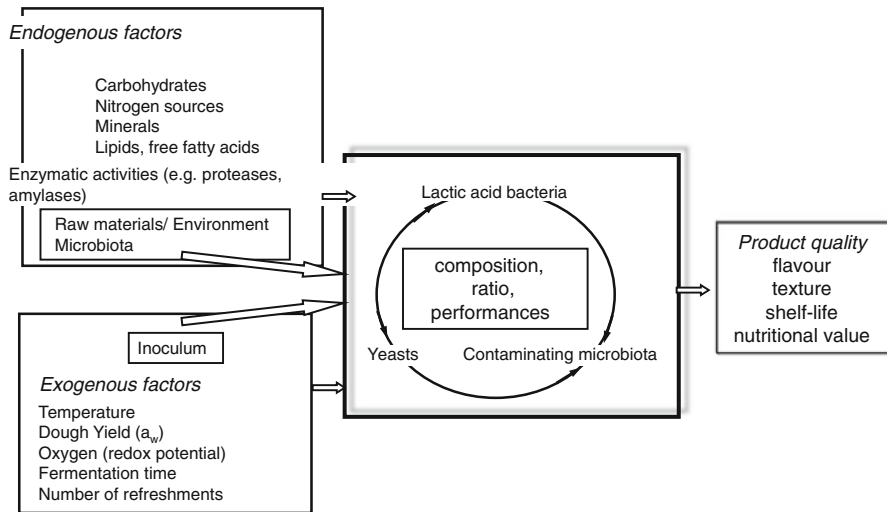 Endogenous factors
Carbohydrates
Nitrogen sources
Minerals
Lipids, free fatty acids
Enzymatic activities (e.g. proteases,
amylases)
Raw materials/ Environment
Microbiota
Inoculum
Exogenous factors
Temperature
Dough Yield (aw)
Oxygen (redox potential)
Fermentation time
Number of refreshments
Lactic acid bacteria
composition,
ratio,
performances
Yeasts
Contaminating microbiota
Product quality
flavour
texture
shelf-life
nutritional value